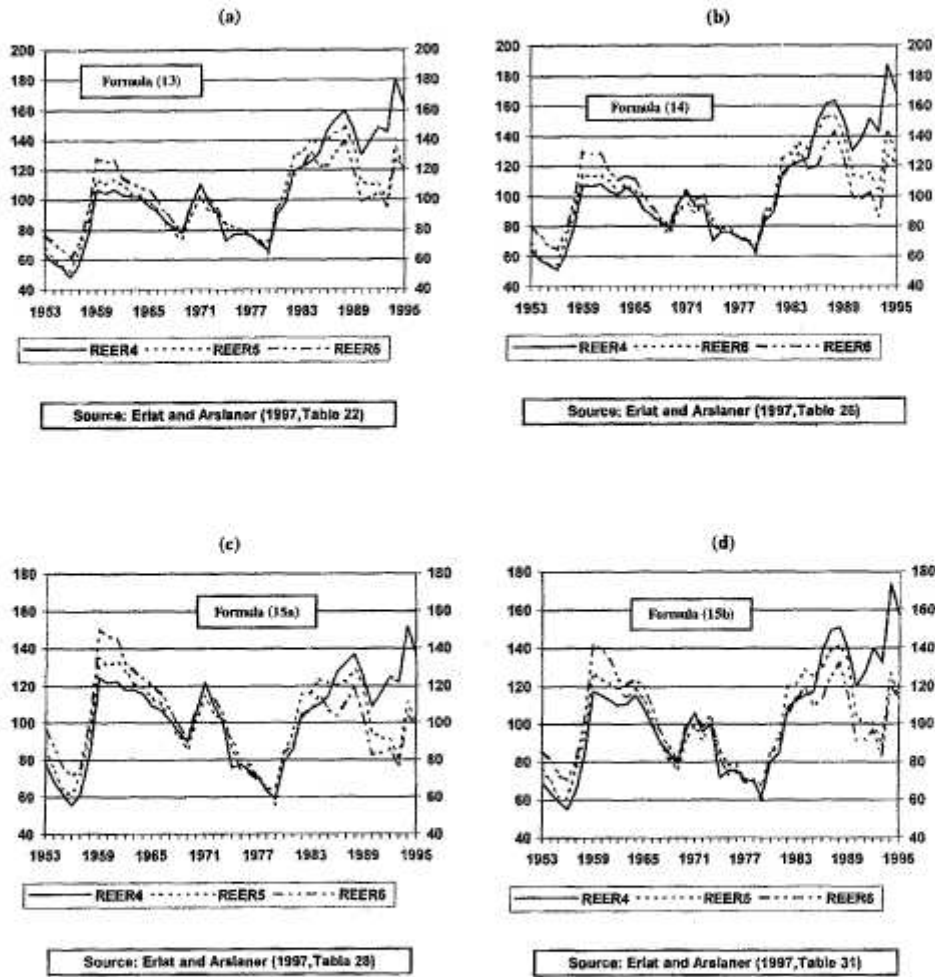 (a)
200 200
180 180
160 160
140 140
120 120
100 100
80 80
60 60
40 40
Formula (13)
1953 1959 1965 1971 1977 1983 1989 1995
REER4 REER5 REER6
Source: Erlat and Arslaner (1997,Table 22)
(b)
200 200
180 180
160 160
140 140
120 120
100 100
80 80
60 60
40 40
Formula (14)
1953 1959 1965 1971 1977 1983 1989 1995
REER4 REER6 REER6
Source: Erlat and Arslaner (1997,Table 25)
(c)
180 180
160 160
140 140
120 120
100 100
80 80
60 60
40 40
Formula (15a)
1953 1959 1965 1971 1977 1983 1989 1995
REER4 REER5 REER6
Source: Erlat and Arslaner (1997,Table 28)
(d)
180 180
160 160
140 140
120 120
100 100
80 80
60 60
40 40
Formula (15b)
1953 1959 1965 1971 1977 1983 1989 1995
REER4 REER5 REER6
Source: Erlat and Arslaner (1997,Table 31)